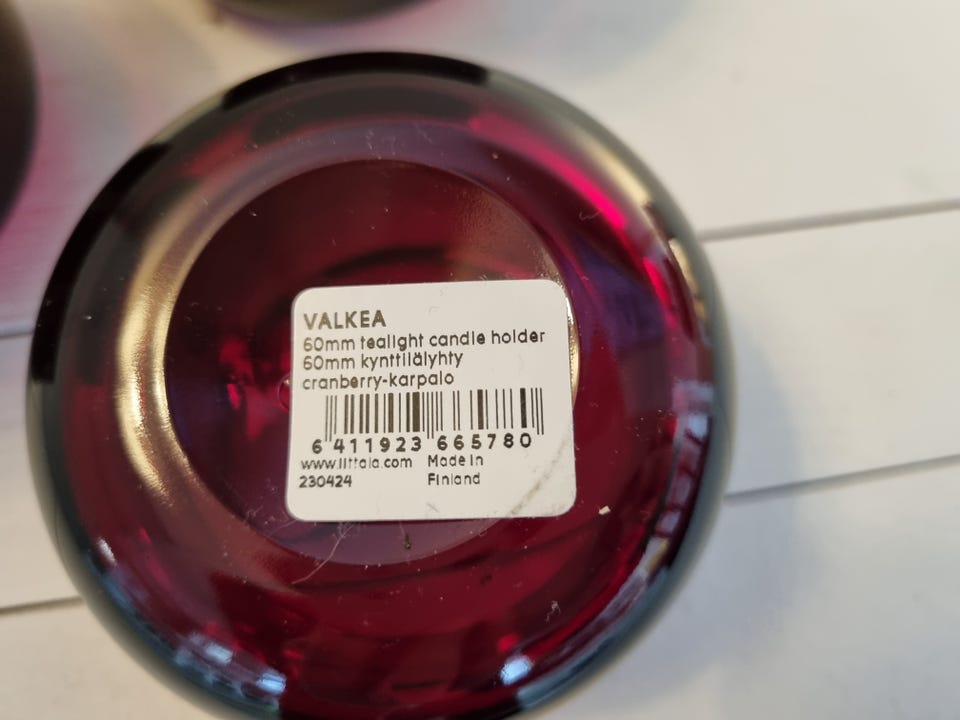 VALKEA
60mm tealight candle holder
60mm kynttilälyhty
cranberry-karpalo
6 411923 665780
www.iittala.com Made in
230424 Finland